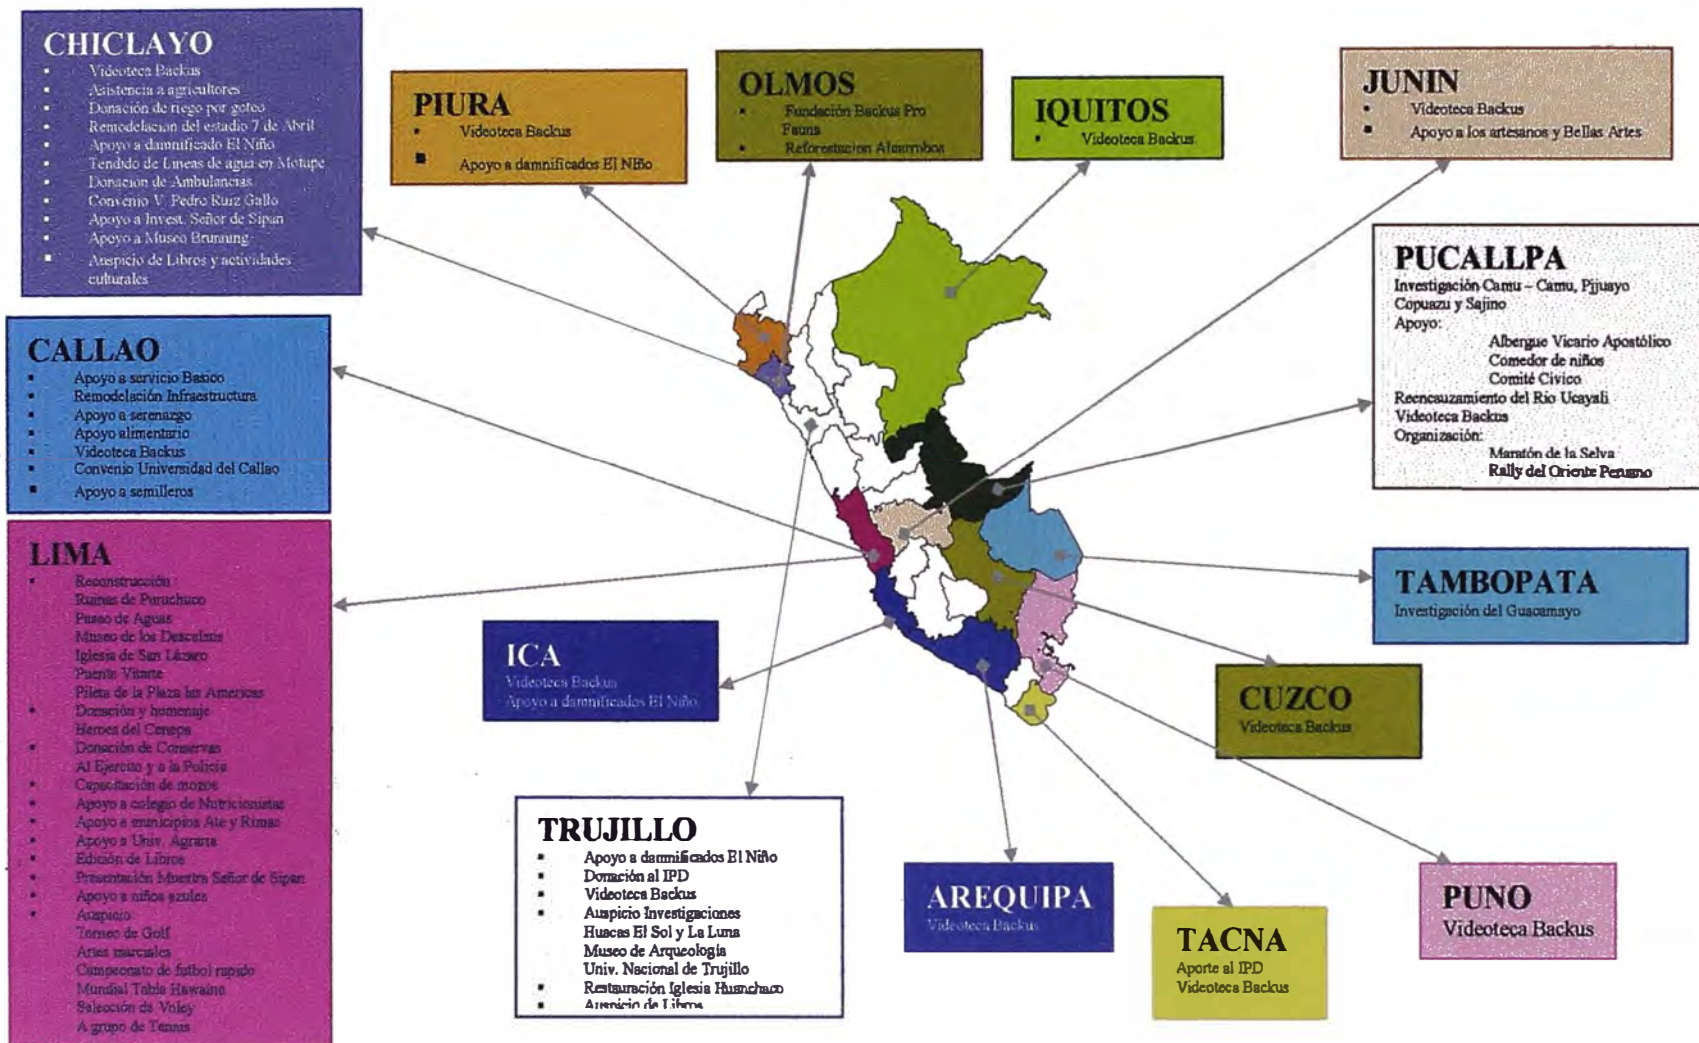 CHICLAYO
▪ Videoteca Backus
▪ Asistencia a agricultores
▪ Donación de riego por goteo
▪ Remodelacion del estadio 7 de Abril
▪ Apoyo a damnificado El Niño
▪ Tendido de Lineas de agua en Motupe
▪ Donacion de Ambulancias
▪ Convenio V. Pedro Ruiz Gallo
▪ Apoyo a Invest. Señor de Sipan
▪ Apoyo a Museo Brunning
▪ Auspicio de Libros y actividades
culturales
PIURA
▪ Videoteca Backus
▪ Apoyo a damnificados El Niño
OLMOS
▪ Fundación Backus Pro
Fauna
▪ Reforestacion Algarrobos
IQUITOS
▪ Videoteca Backus
JUNIN
▪ Videoteca Backus
▪ Apoyo a los artesanos y Bellas Artes
PUCALLPA
Investigación Camu – Camu, Pijuayo
Copuazu y Sajino
Apoyo:
Albergue Vicario Apostólico
Comedor de niños
Comité Cívico
Reencauzamiento del Rio Ucayali
Videoteca Backus
Organización:
Maratón de la Selva
Rally del Oriente Peruano
CALLAO
▪ Apoyo a servicio Basico
▪ Remodelación Infraestructura
▪ Apoyo a serenazgo
▪ Apoyo alimentario
▪ Videoteca Backus
▪ Convenio Universidad del Callao
▪ Apoyo a semilleros
LIMA
▪ Reconstrucción
Ruinas de Puruchuco
Paseo de Aguas
Museo de los Descalzos
Iglesia de San Lázaro
Puente Vitarte
Pileta de la Plaza las Americas
▪ Donación y homenaje
Heroes del Cenepa
▪ Donación de Conservas
Al Ejercito y a la Policia
▪ Capacitación de mozos
▪ Apoyo a colegio de Nutricionistas
▪ Apoyo a municipios Ate y Rimac
▪ Apoyo a Univ. Agraria
▪ Edición de Libros
▪ Presentación Muestra Señor de Sipan
▪ Apoyo a niños azules
▪ Auspicio
Torneo de Golf
Artes marciales
Campeonato de futbol rapido
Mundial Tabla Hawaina
Selección de Voley
A grupo de Tennis
TAMBOPATA
Investigación del Guacamayo
ICA
Videoteca Backus
Apoyo a damnificados El Niño
CUZCO
Videoteca Backus
TRUJILLO
▪ Apoyo a damnificados El Niño
▪ Donación al IPD
▪ Videoteca Backus
▪ Auspicio Investigaciones
Huacas El Sol y La Luna
Museo de Arqueología
Univ. Nacional de Trujillo
▪ Restauración Iglesia Huanchaco
▪ Auspicio de Libros
AREQUIPA
Videoteca Backus
TACNA
Aporte al IPD
Videoteca Backus
PUNO
Videoteca Backus